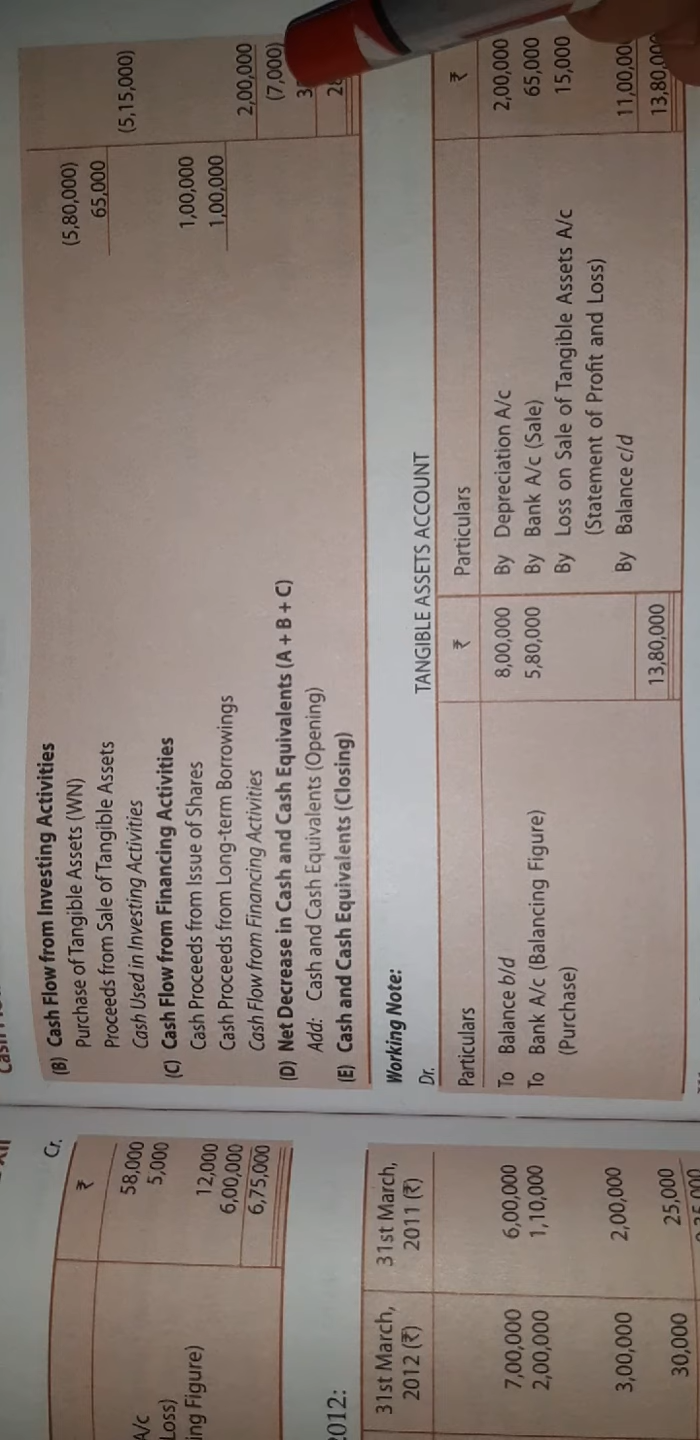 (B) Cash Flow from Investing Activities
Purchase of Tangible Assets (WN) (5,80,000)
Proceeds from Sale of Tangible Assets 65,000
Cash Used in Investing Activities (5,15,000)
(C) Cash Flow from Financing Activities
Cash Proceeds from Issue of Shares 1,00,000
Cash Proceeds from Long-term Borrowings 1,00,000
Cash Flow from Financing Activities 2,00,000
(D) Net Decrease in Cash and Cash Equivalents (A + B + C) (7,000)
Add: Cash and Cash Equivalents (Opening)
(E) Cash and Cash Equivalents (Closing)
Working Note:
TANGIBLE ASSETS ACCOUNT
Dr.
Particulars ₹ Particulars ₹
To Balance b/d 8,00,000 By Depreciation A/c 2,00,000
To Bank A/c (Balancing Figure) 5,80,000 By Bank A/c (Sale) 65,000
(Purchase) By Loss on Sale of Tangible Assets A/c 15,000
(Statement of Profit and Loss)
By Balance c/d 11,00,00
13,80,000 13,80,00
Cr.
₹
58,000
A/c 5,000
Loss)
ing Figure) 12,000
6,00,000
6,75,000
2012:
31st March, 31st March,
2012 (₹) 2011 (₹)
7,00,000 6,00,000
2,00,000 1,10,000
3,00,000 2,00,000
30,000 25,000